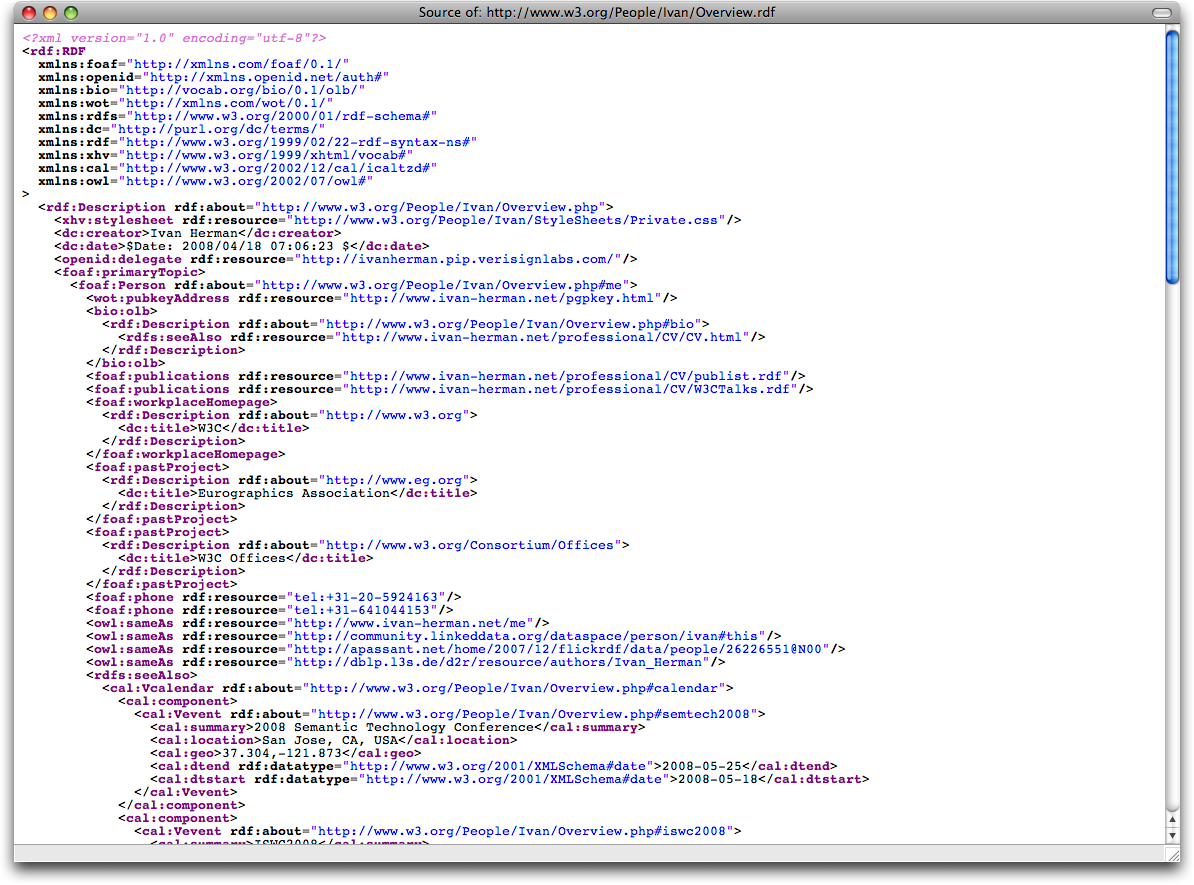 Source of: http://www.w3.org/People/Ivan/Overview.rdf
<?xml version="1.0" encoding="utf-8"?>
<rdf:RDF
  xmlns:foaf="http://xmlns.com/foaf/0.1/"
  xmlns:openid="http://xmlns.openid.net/auth#"
  xmlns:bio="http://vocab.org/bio/0.1/olb/"
  xmlns:wot="http://xmlns.com/wot/0.1/"
  xmlns:rdfs="http://www.w3.org/2000/01/rdf-schema#"
  xmlns:dc="http://purl.org/dc/terms/"
  xmlns:rdf="http://www.w3.org/1999/02/22-rdf-syntax-ns#"
  xmlns:xhv="http://www.w3.org/1999/xhtml/vocab#"
  xmlns:cal="http://www.w3.org/2002/12/cal/icaltzd#"
  xmlns:owl="http://www.w3.org/2002/07/owl#"
>
  <rdf:Description rdf:about="http://www.w3.org/People/Ivan/Overview.php">
    <xhv:stylesheet rdf:resource="http://www.w3.org/People/Ivan/StyleSheets/Private.css"/>
    <dc:creator>Ivan Herman</dc:creator>
    <dc:date>$Date: 2008/04/18 07:06:23 $</dc:date>
    <openid:delegate rdf:resource="http://ivanherman.pip.verisignlabs.com/"/>
    <foaf:primaryTopic>
      <foaf:Person rdf:about="http://www.w3.org/People/Ivan/Overview.php#me">
        <wot:pubkeyAddress rdf:resource="http://www.ivan-herman.net/pgpkey.html"/>
        <bio:olb>
          <rdf:Description rdf:about="http://www.w3.org/People/Ivan/Overview.php#bio">
            <rdfs:seeAlso rdf:resource="http://www.ivan-herman.net/professional/CV/CV.html"/>
          </rdf:Description>
        </bio:olb>
        <foaf:publications rdf:resource="http://www.ivan-herman.net/professional/CV/publist.rdf"/>
        <foaf:publications rdf:resource="http://www.ivan-herman.net/professional/CV/W3CTalks.rdf"/>
        <foaf:workplaceHomepage>
          <rdf:Description rdf:about="http://www.w3.org">
            <dc:title>W3C</dc:title>
          </rdf:Description>
        </foaf:workplaceHomepage>
        <foaf:pastProject>
          <rdf:Description rdf:about="http://www.eg.org">
            <dc:title>Eurographics Association</dc:title>
          </rdf:Description>
        </foaf:pastProject>
        <foaf:pastProject>
          <rdf:Description rdf:about="http://www.w3.org/Consortium/Offices">
            <dc:title>W3C Offices</dc:title>
          </rdf:Description>
        </foaf:pastProject>
        <foaf:phone rdf:resource="tel:+31-20-5924163"/>
        <foaf:phone rdf:resource="tel:+31-641044153"/>
        <owl:sameAs rdf:resource="http://www.ivan-herman.net/me"/>
        <owl:sameAs rdf:resource="http://community.linkeddata.org/dataspace/person/ivan#this"/>
        <owl:sameAs rdf:resource="http://apassant.net/home/2007/12/flickrdf/data/people/26226551@N00"/>
        <owl:sameAs rdf:resource="http://dblp.l3s.de/d2r/resource/authors/Ivan_Herman"/>
        <rdfs:seeAlso>
          <cal:Vcalendar rdf:about="http://www.w3.org/People/Ivan/Overview.php#calendar">
            <cal:component>
              <cal:Vevent rdf:about="http://www.w3.org/People/Ivan/Overview.php#semtech2008">
                <cal:summary>2008 Semantic Technology Conference</cal:summary>
                <cal:location>San Jose, CA, USA</cal:location>
                <cal:geo>37.304,-121.873</cal:geo>
                <cal:dtend rdf:datatype="http://www.w3.org/2001/XMLSchema#date">2008-05-25</cal:dtend>
                <cal:dtstart rdf:datatype="http://www.w3.org/2001/XMLSchema#date">2008-05-18</cal:dtstart>
              </cal:Vevent>
            </cal:component>
            <cal:component>
              <cal:Vevent rdf:about="http://www.w3.org/People/Ivan/Overview.php#iswc2008">
                <cal:summary>ISWC2008</cal:summary>